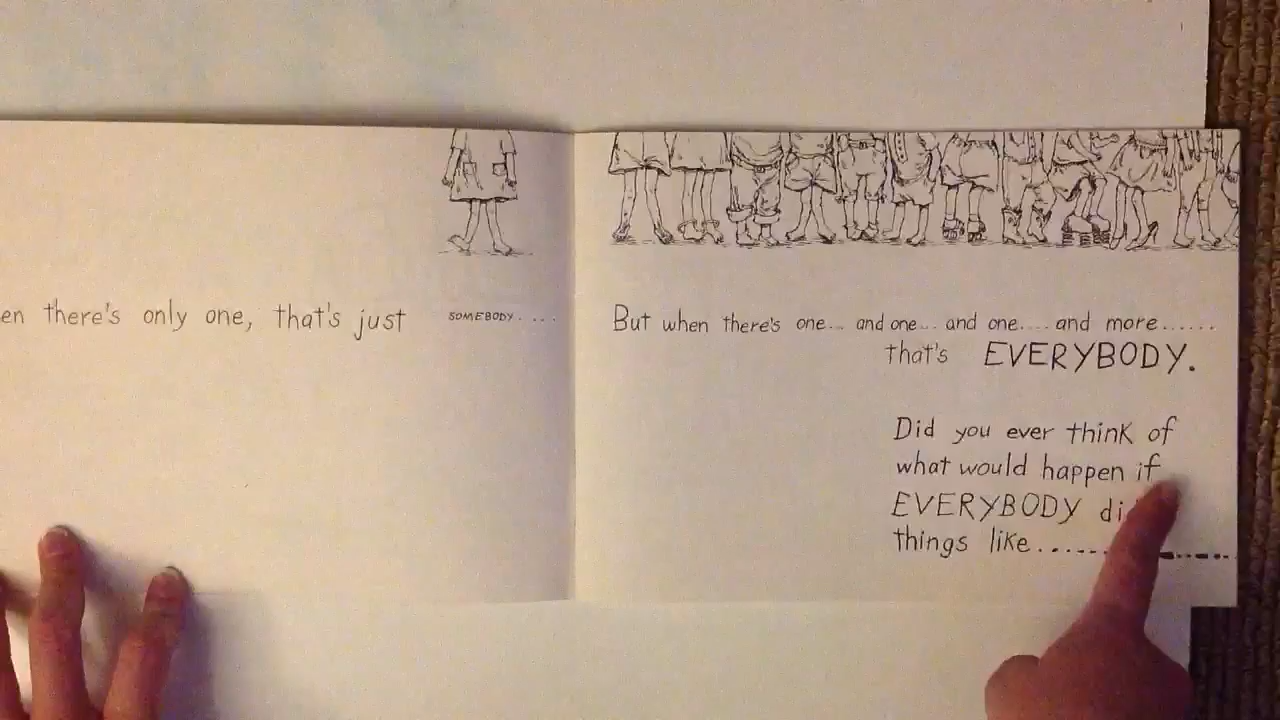 en there's only one, that's just SOMEBODY....
But when there's one... and one... and one.... and more......
that's EVERYBODY.
Did you ever think of
what would happen if
EVERYBODY
things like......